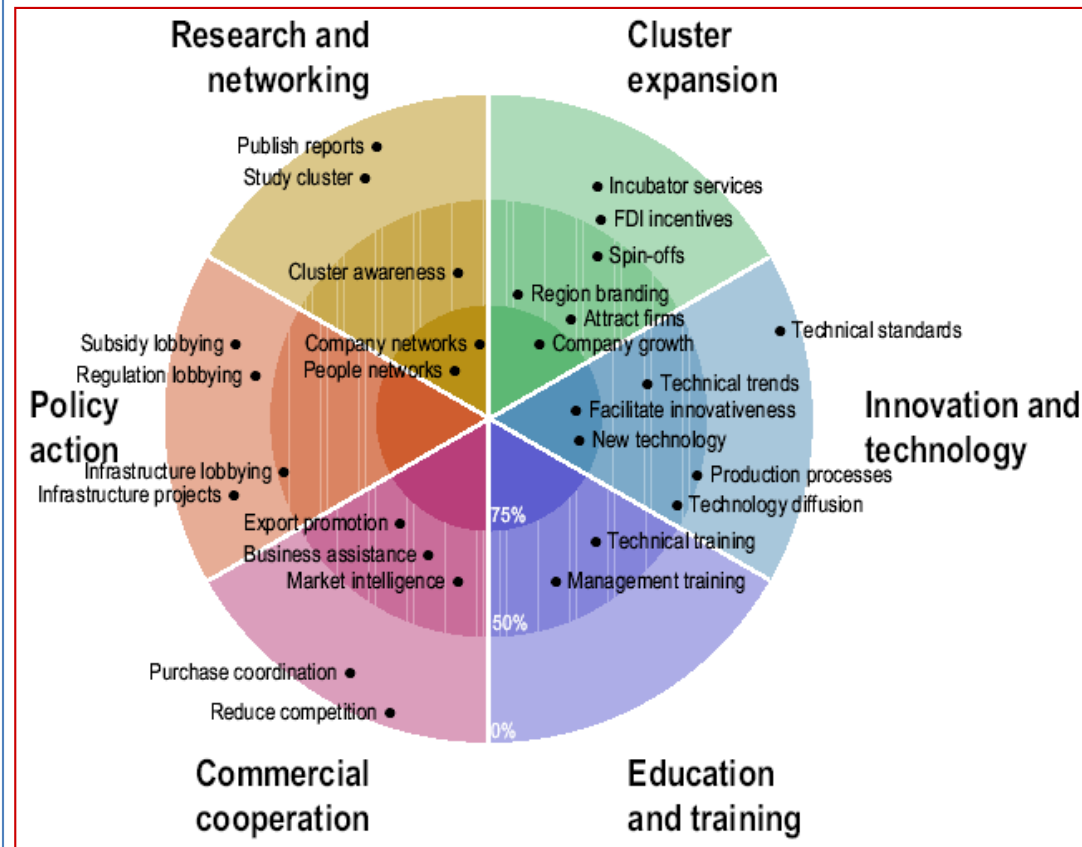 Research and
networking
Cluster
expansion
Publish reports
Study cluster
Cluster awareness
Company networks
People networks
Incubator services
FDI incentives
Spin-offs
Region branding
Attract firms
Company growth
Subsidy lobbying
Regulation lobbying
Policy
action
Infrastructure lobbying
Infrastructure projects
Technical standards
Technical trends
Facilitate innovativeness
New technology
Production processes
Technology diffusion
Innovation and
technology
Export promotion
Business assistance
Market intelligence
Purchase coordination
Reduce competition
75%
Technical training
Management training
50%
0%
Commercial
cooperation
Education
and training